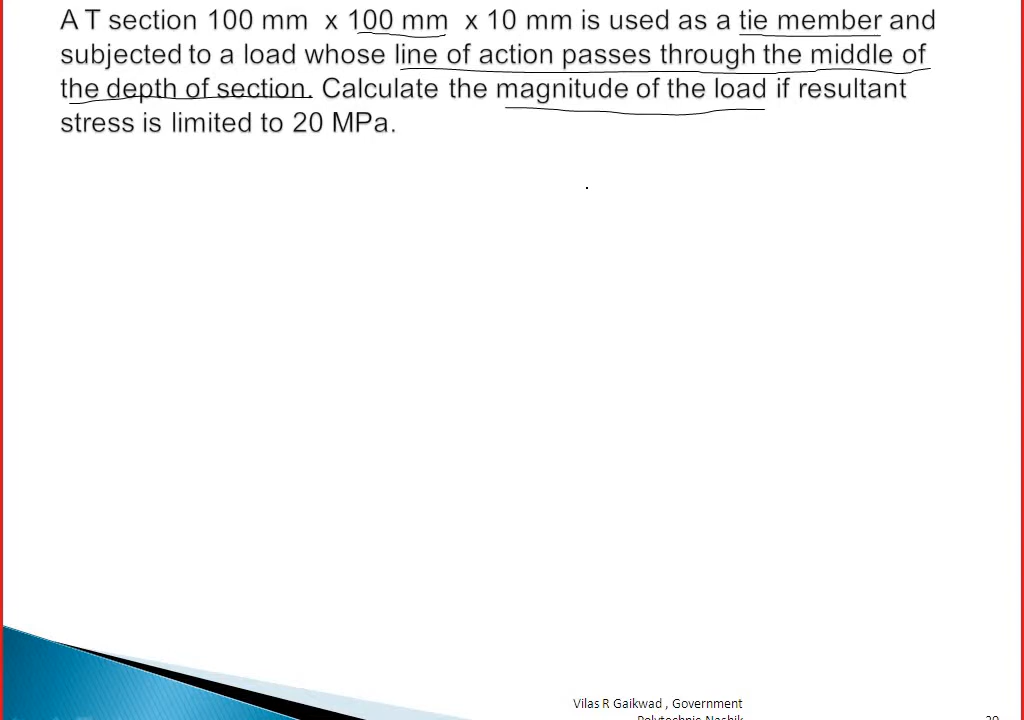 A T section 100 mm x 100 mm x 10 mm is used as a tie member and
subjected to a load whose line of action passes through the middle of
the depth of section. Calculate the magnitude of the load if resultant
stress is limited to 20 MPa.
Vilas R Gaikwad , Government
Polytechnic Nashik